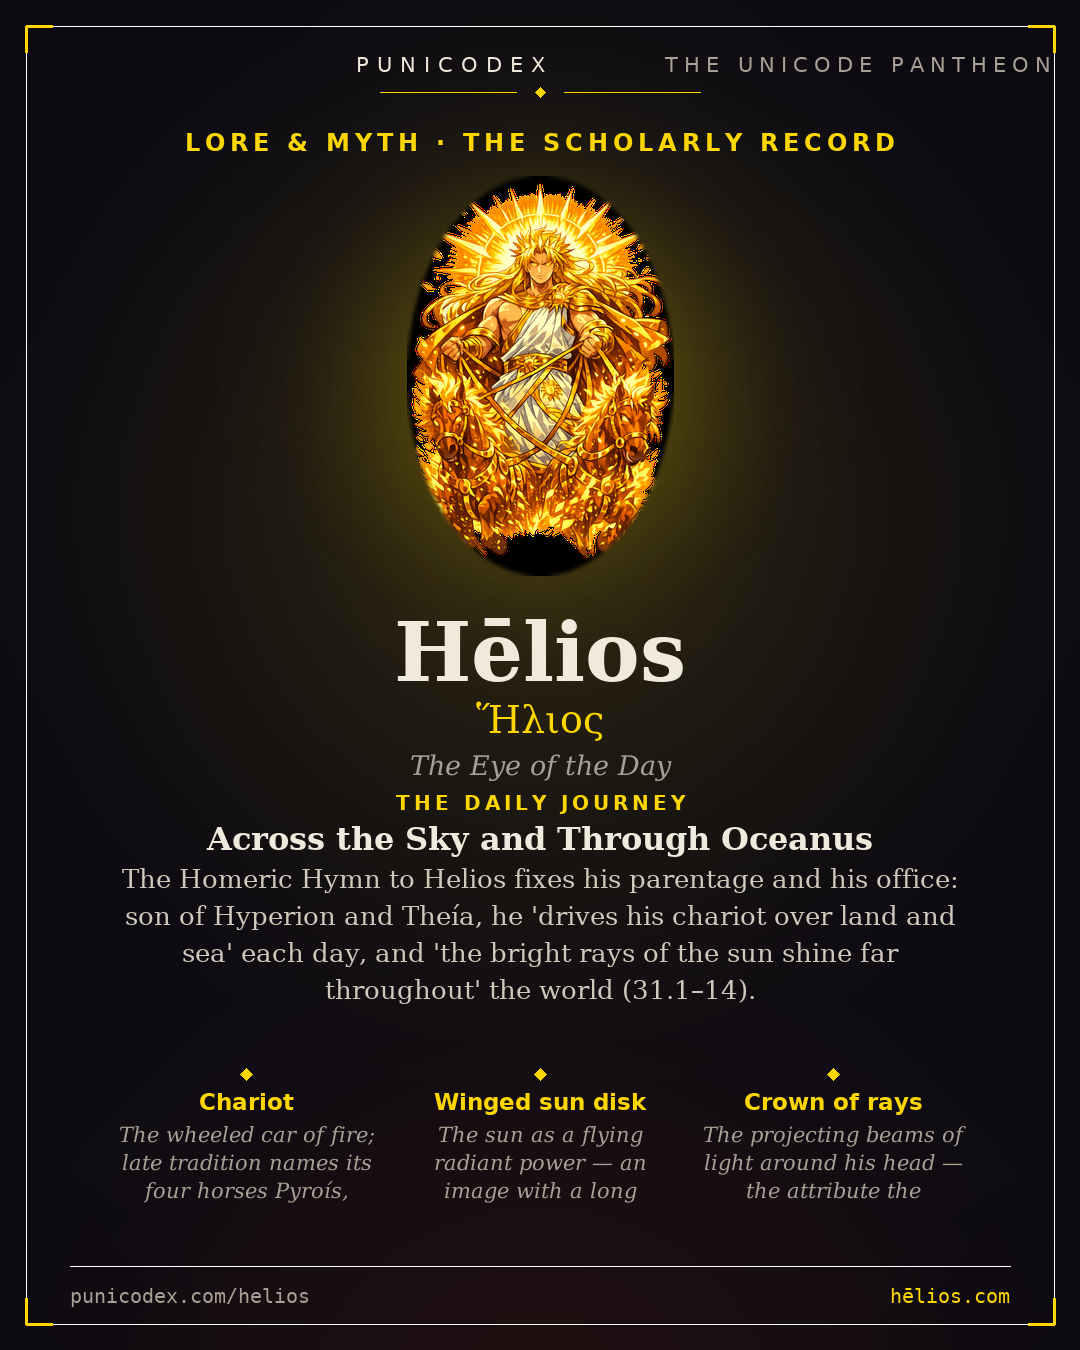 PUNICODEX THE UNICODE PANTHEON
LORE & MYTH · THE SCHOLARLY RECORD
Hēlios
Ἥλιος
The Eye of the Day
THE DAILY JOURNEY
Across the Sky and Through Oceanus
The Homeric Hymn to Helios fixes his parentage and his office:
son of Hyperion and Theía, he 'drives his chariot over land and
sea' each day, and 'the bright rays of the sun shine far
throughout' the world (31.1–14).
Chariot
The wheeled car of fire;
late tradition names its
four horses Pyroís,
Winged sun disk
The sun as a flying
radiant power — an
image with a long
Crown of rays
The projecting beams of
light around his head —
the attribute the
punicodex.com/helios
hēlios.com